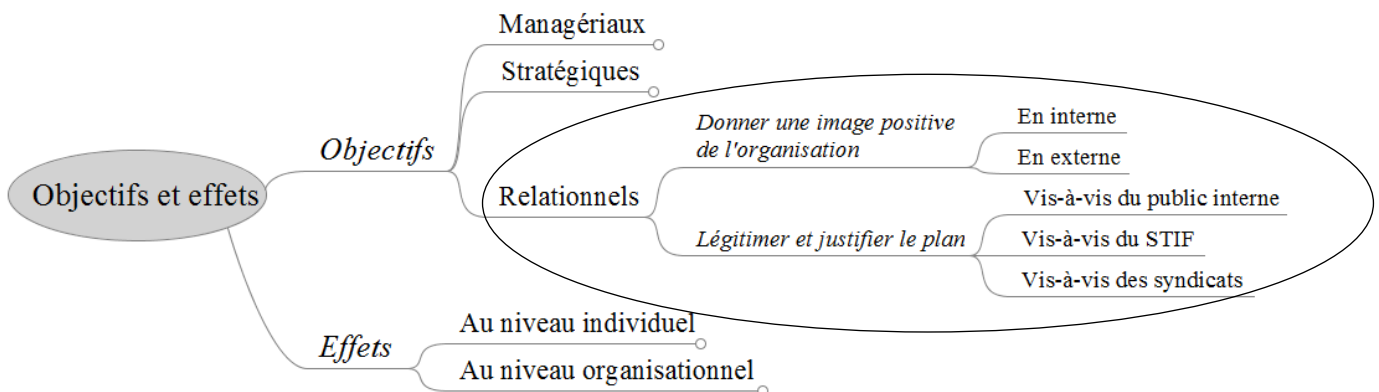 Managériaux
Stratégiques
Objectifs
Donner une image positive
de l'organisation
En interne
En externe
Objectifs et effets
Relationnels
Vis-à-vis du public interne
Légitimer et justifier le plan
Vis-à-vis du STIF
Vis-à-vis des syndicats
Effets
Au niveau individuel
Au niveau organisationnel